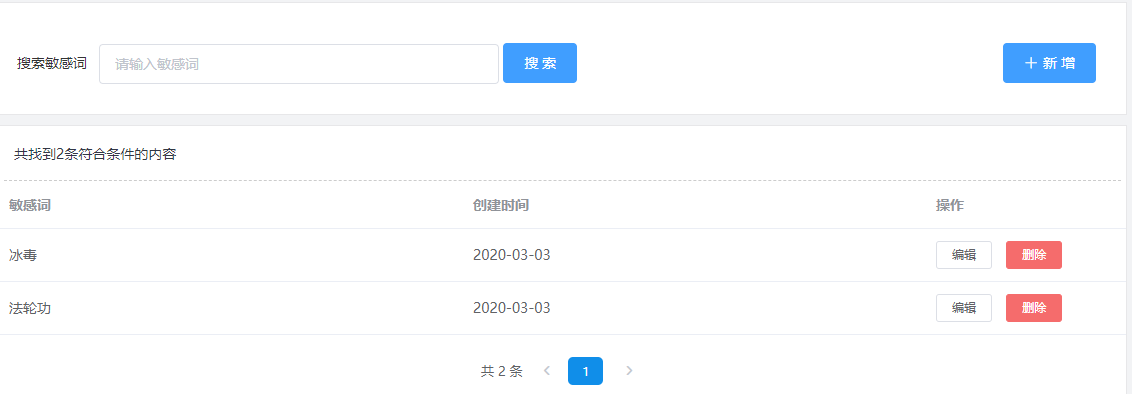 搜索敏感词 请输入敏感词 搜 索 新 增
共找到2条符合条件的内容
敏感词 创建时间 操作
冰毒 2020-03-03 编辑 删除
法轮功 2020-03-03 编辑 删除
共 2 条 1